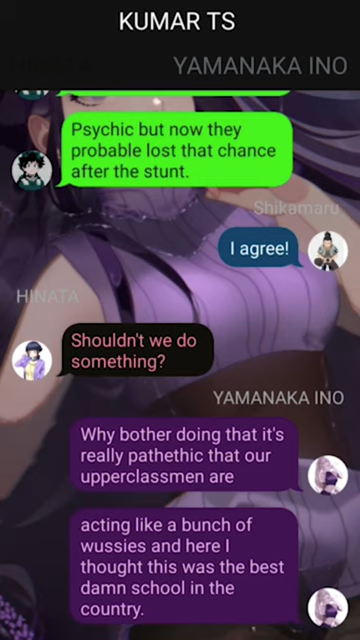 KUMAR TS
YAMANAKA INO
Psychic but now they
probable lost that chance
after the stunt.
Shikamaru
I agree!
HINATA
Shouldn't we do
something?
YAMANAKA INO
Why bother doing that it's
really pathethic that our
upperclassmen are
acting like a bunch of
wussies and here I
thought this was the best
damn school in the
country.